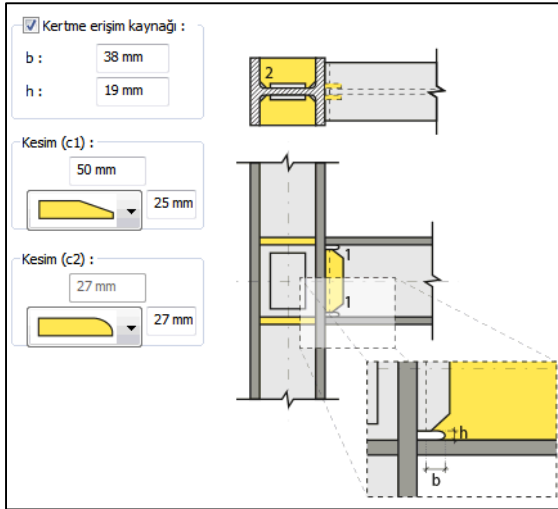 Kertme erişim kaynağı :
b :
38 mm
h :
19 mm
Kesim (c1)
50 mm
25 mm
Kesim (c2) :
27 mm
27 mm
2
1
1
h
b